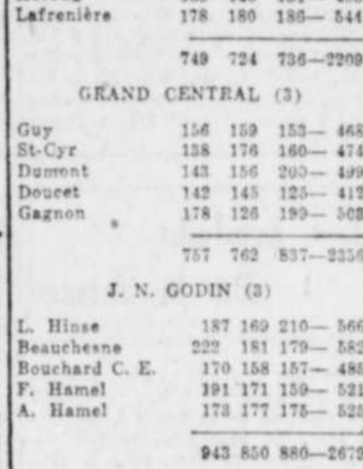 Lafrenière 178 180 186— 544
749 724 736—2209
GRAND CENTRAL (3)
Guy 156 159 153— 468
St-Cyr 138 176 160— 474
Dumont 143 156 200— 499
Doucet 142 145 125— 412
Gagnon 178 126 199— 503
757 762 837—2356
J. N. GODIN (3)
L. Hinse 187 169 210— 566
Beauchesne 222 181 179— 582
Bouchard C. E. 170 158 157— 485
F. Hamel 191 171 159— 521
A. Hamel 173 177 175— 525
943 856 880—2679